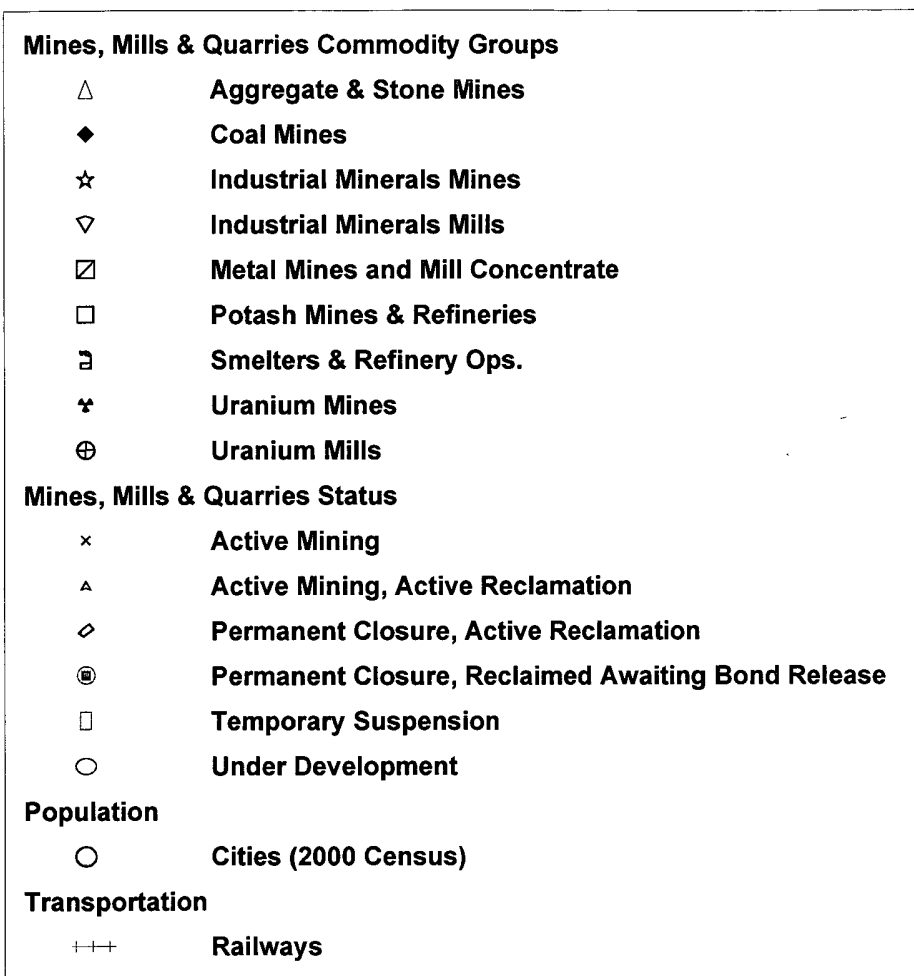 Mines, Mills & Quarries Commodity Groups
Aggregate & Stone Mines
Coal Mines
Industrial Minerals Mines
Industrial Minerals Mills
Metal Mines and Mill Concentrate
Potash Mines & Refineries
Smelters & Refinery Ops.
Uranium Mines
Uranium Mills
Mines, Mills & Quarries Status
Active Mining
Active Mining, Active Reclamation
Permanent Closure, Active Reclamation
Permanent Closure, Reclaimed Awaiting Bond Release
Temporary Suspension
Under Development
Population
Cities (2000 Census)
Transportation
Railways